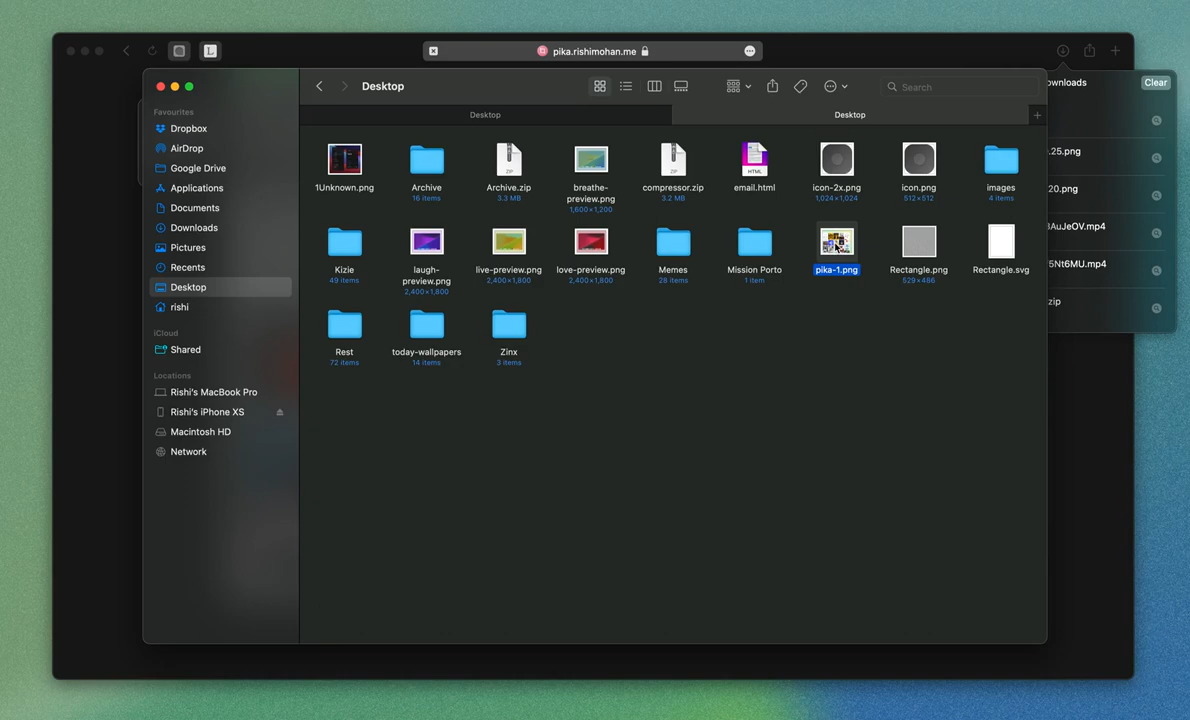 pika.rishimohan.me
ownloads
Clear
.25.png
20.png
3AuJeOV.mp4
5Nt6MU.mp4
zip
Favourites
Dropbox
AirDrop
Google Drive
Applications
Documents
Downloads
Pictures
Recents
Desktop
rishi
iCloud
Shared
Locations
Rishi's MacBook Pro
Rishi's iPhone XS
Macintosh HD
Network
Desktop
Search
Desktop
Desktop
1Unknown.png
Archive
16 items
Archive.zip
3.3 MB
breathe-
preview.png
1,600×1,200
compressor.zip
3.2 MB
HTML
email.html
icon-2x.png
1,024×1,024
icon.png
512×512
images
4 items
Kizie
49 items
laugh-
preview.png
2,400×1,800
live-preview.png
2,400×1,800
love-preview.png
2,400×1,800
Memes
28 items
Mission Porto
1 item
pika-1.png
Rectangle.png
529×486
Rectangle.svg
Rest
72 items
today-wallpapers
14 items
Zinx
3 items